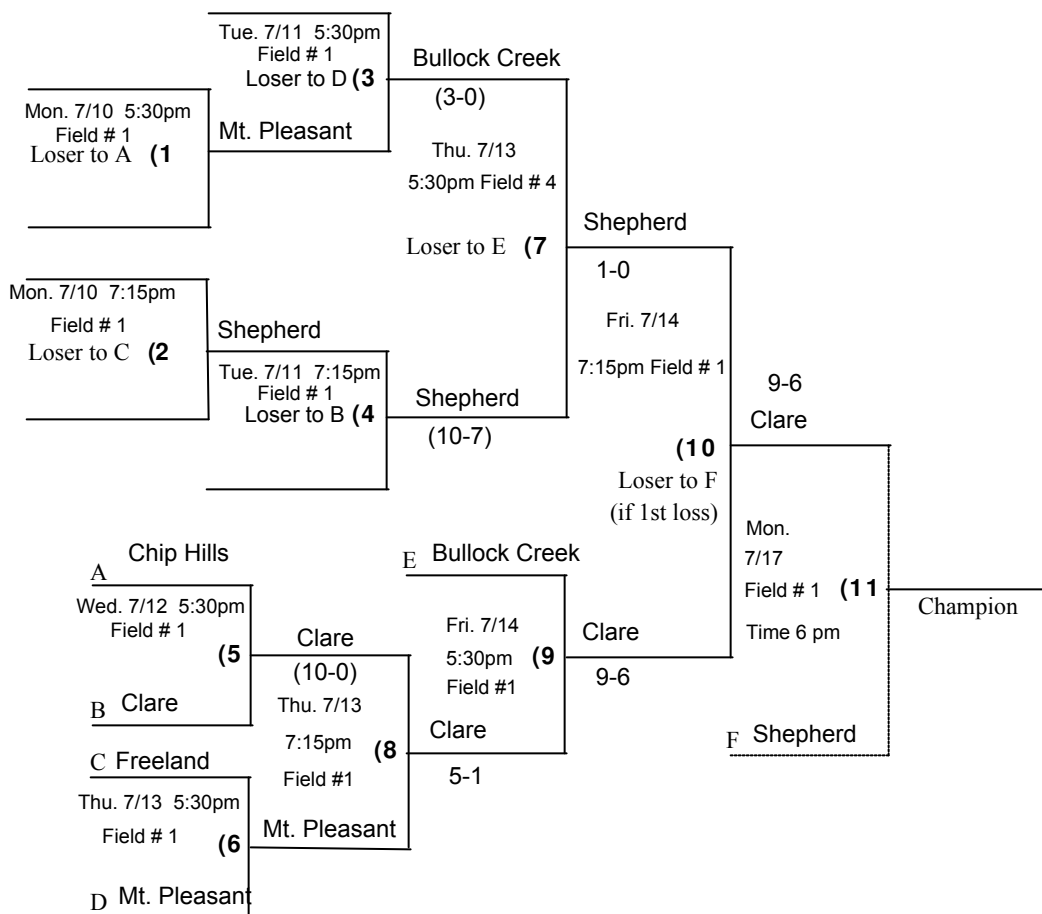 Tue. 7/11 5:30pm
Field # 1
Loser to D (3
Bullock Creek
(3-0)
Mon. 7/10 5:30pm
Field # 1
Loser to A (1
Mt. Pleasant
Thu. 7/13
5:30pm Field # 4
Loser to E (7
Shepherd
1-0
Mon. 7/10 7:15pm
Field # 1
Loser to C (2
Shepherd
Tue. 7/11 7:15pm
Field # 1
Loser to B (4
Shepherd
(10-7)
Fri. 7/14
7:15pm Field # 1
(10
Loser to F
(if 1st loss)
9-6
Clare
Chip Hills
A
Wed. 7/12 5:30pm
Field # 1
(5
B Clare
Clare
(10-0)
Thu. 7/13
7:15pm
Field #1
(8
C Freeland
Thu. 7/13 5:30pm
Field # 1
(6
D Mt. Pleasant
Mt. Pleasant
E Bullock Creek
Fri. 7/14
5:30pm
Field #1
(9
Clare
5-1
Clare
9-6
Mon.
7/17
Field # 1
(11
Time 6 pm
F Shepherd
Champion